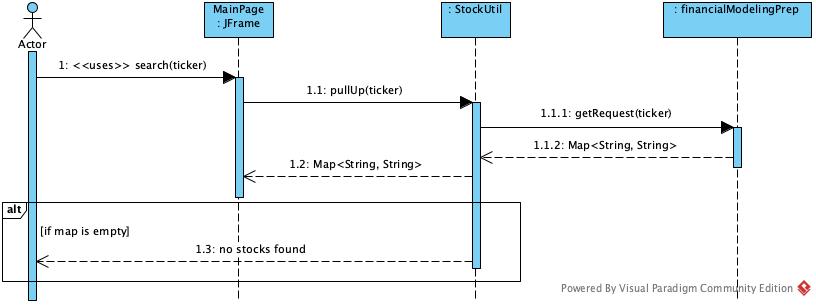 MainPage
: JFrame
: StockUtil
: financialModelingPrep
Actor
1: <<uses>> search(ticker)
1.1: pullUp(ticker)
1.1.1: getRequest(ticker)
1.1.2: Map<String, String>
1.2: Map<String, String>
alt
[if map is empty]
1.3: no stocks found
Powered By Visual Paradigm Community Edition